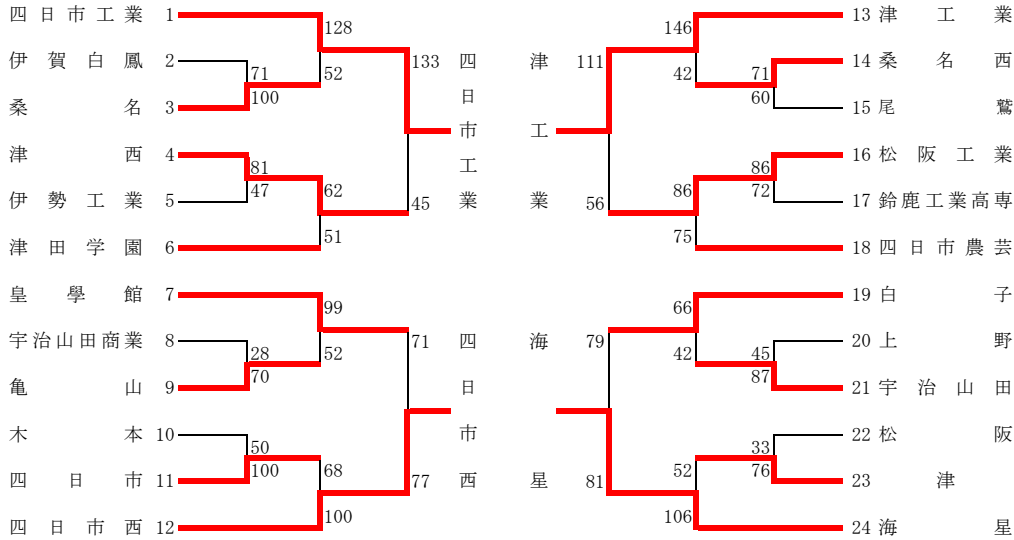 四日市工業 1 128 146 13 津工業
伊賀白鳳 2 71 52 133 四 津 111 42 71 14 桑名西
桑名 3 100 日 60 15 尾鷲
津西 4 81 市 工 86 16 松阪工業
伊勢工業 5 47 62 45 工 業 56 86 72 17 鈴鹿工業高専
津田学園 6 51 業 75 18 四日市農芸
皇學館 7 99 66 19 白子
宇治山田商業 8 28 52 71 四 海 79 42 45 20 上野
亀山 9 70 日 87 21 宇治山田
木本 10 50 市 33 22 松阪
四日市 11 100 68 77 西 星 81 52 76 23 津
四日市西 12 100 106 24 海星